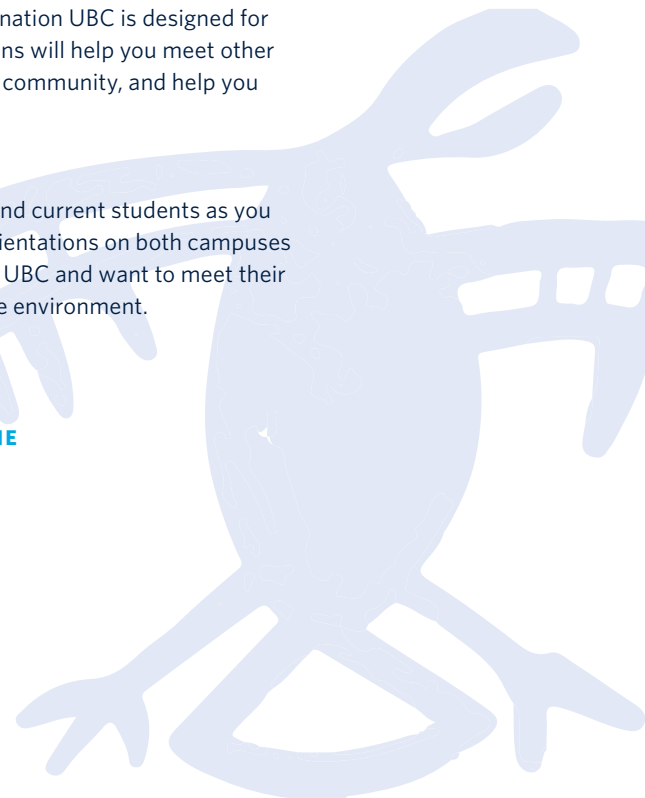 nation UBC is designed for
ns will help you meet other
community, and help you
nd current students as you
ientations on both campuses
UBC and want to meet their
e environment.
IE